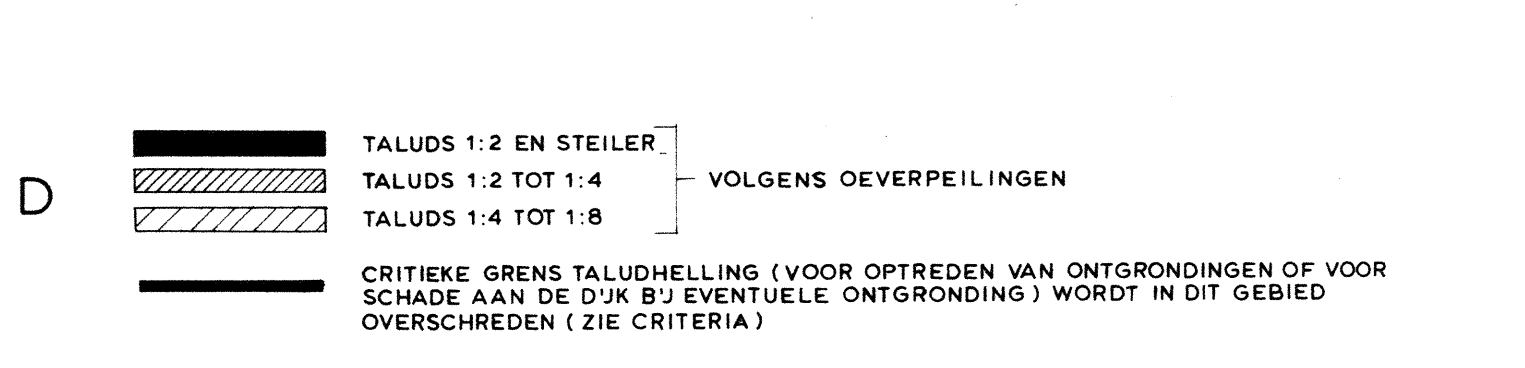 D
TALUDS 1:2 EN STEILER
TALUDS 1:2 TOT 1:4
TALUDS 1:4 TOT 1:8
VOLGENS OEVERPEILINGEN
CRITIEKE GRENS TALUDHELLING (VOOR OPTREDEN VAN ONTGRONDINGEN OF VOOR
SCHADE AAN DE DIJK BIJ EVENTUELE ONTGRONDING) WORDT IN DIT GEBIED
OVERSCHREDEN (ZIE CRITERIA)